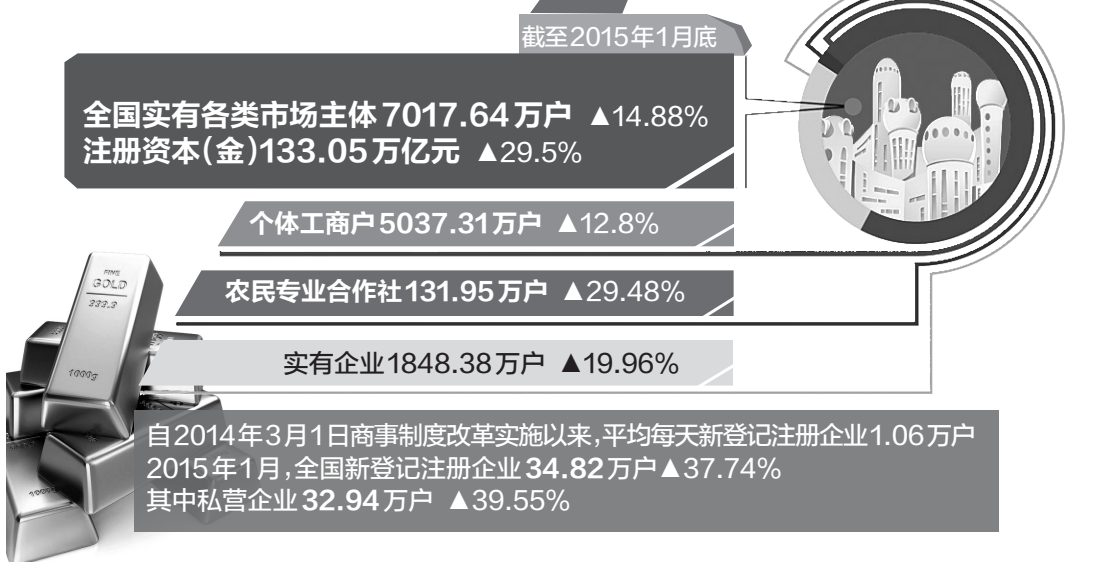 截至2015年1月底
全国实有各类市场主体7017.64万户 ▲14.88%
注册资本(金)133.05万亿元 ▲29.5%
个体工商户5037.31万户 ▲12.8%
农民专业合作社131.95万户 ▲29.48%
实有企业1848.38万户 ▲19.96%
FINE
GOLD
999.9
1000g
1000g
自2014年3月1日商事制度改革实施以来,平均每天新登记注册企业1.06万户
2015年1月,全国新登记注册企业34.82万户▲37.74%
其中私营企业32.94万户 ▲39.55%